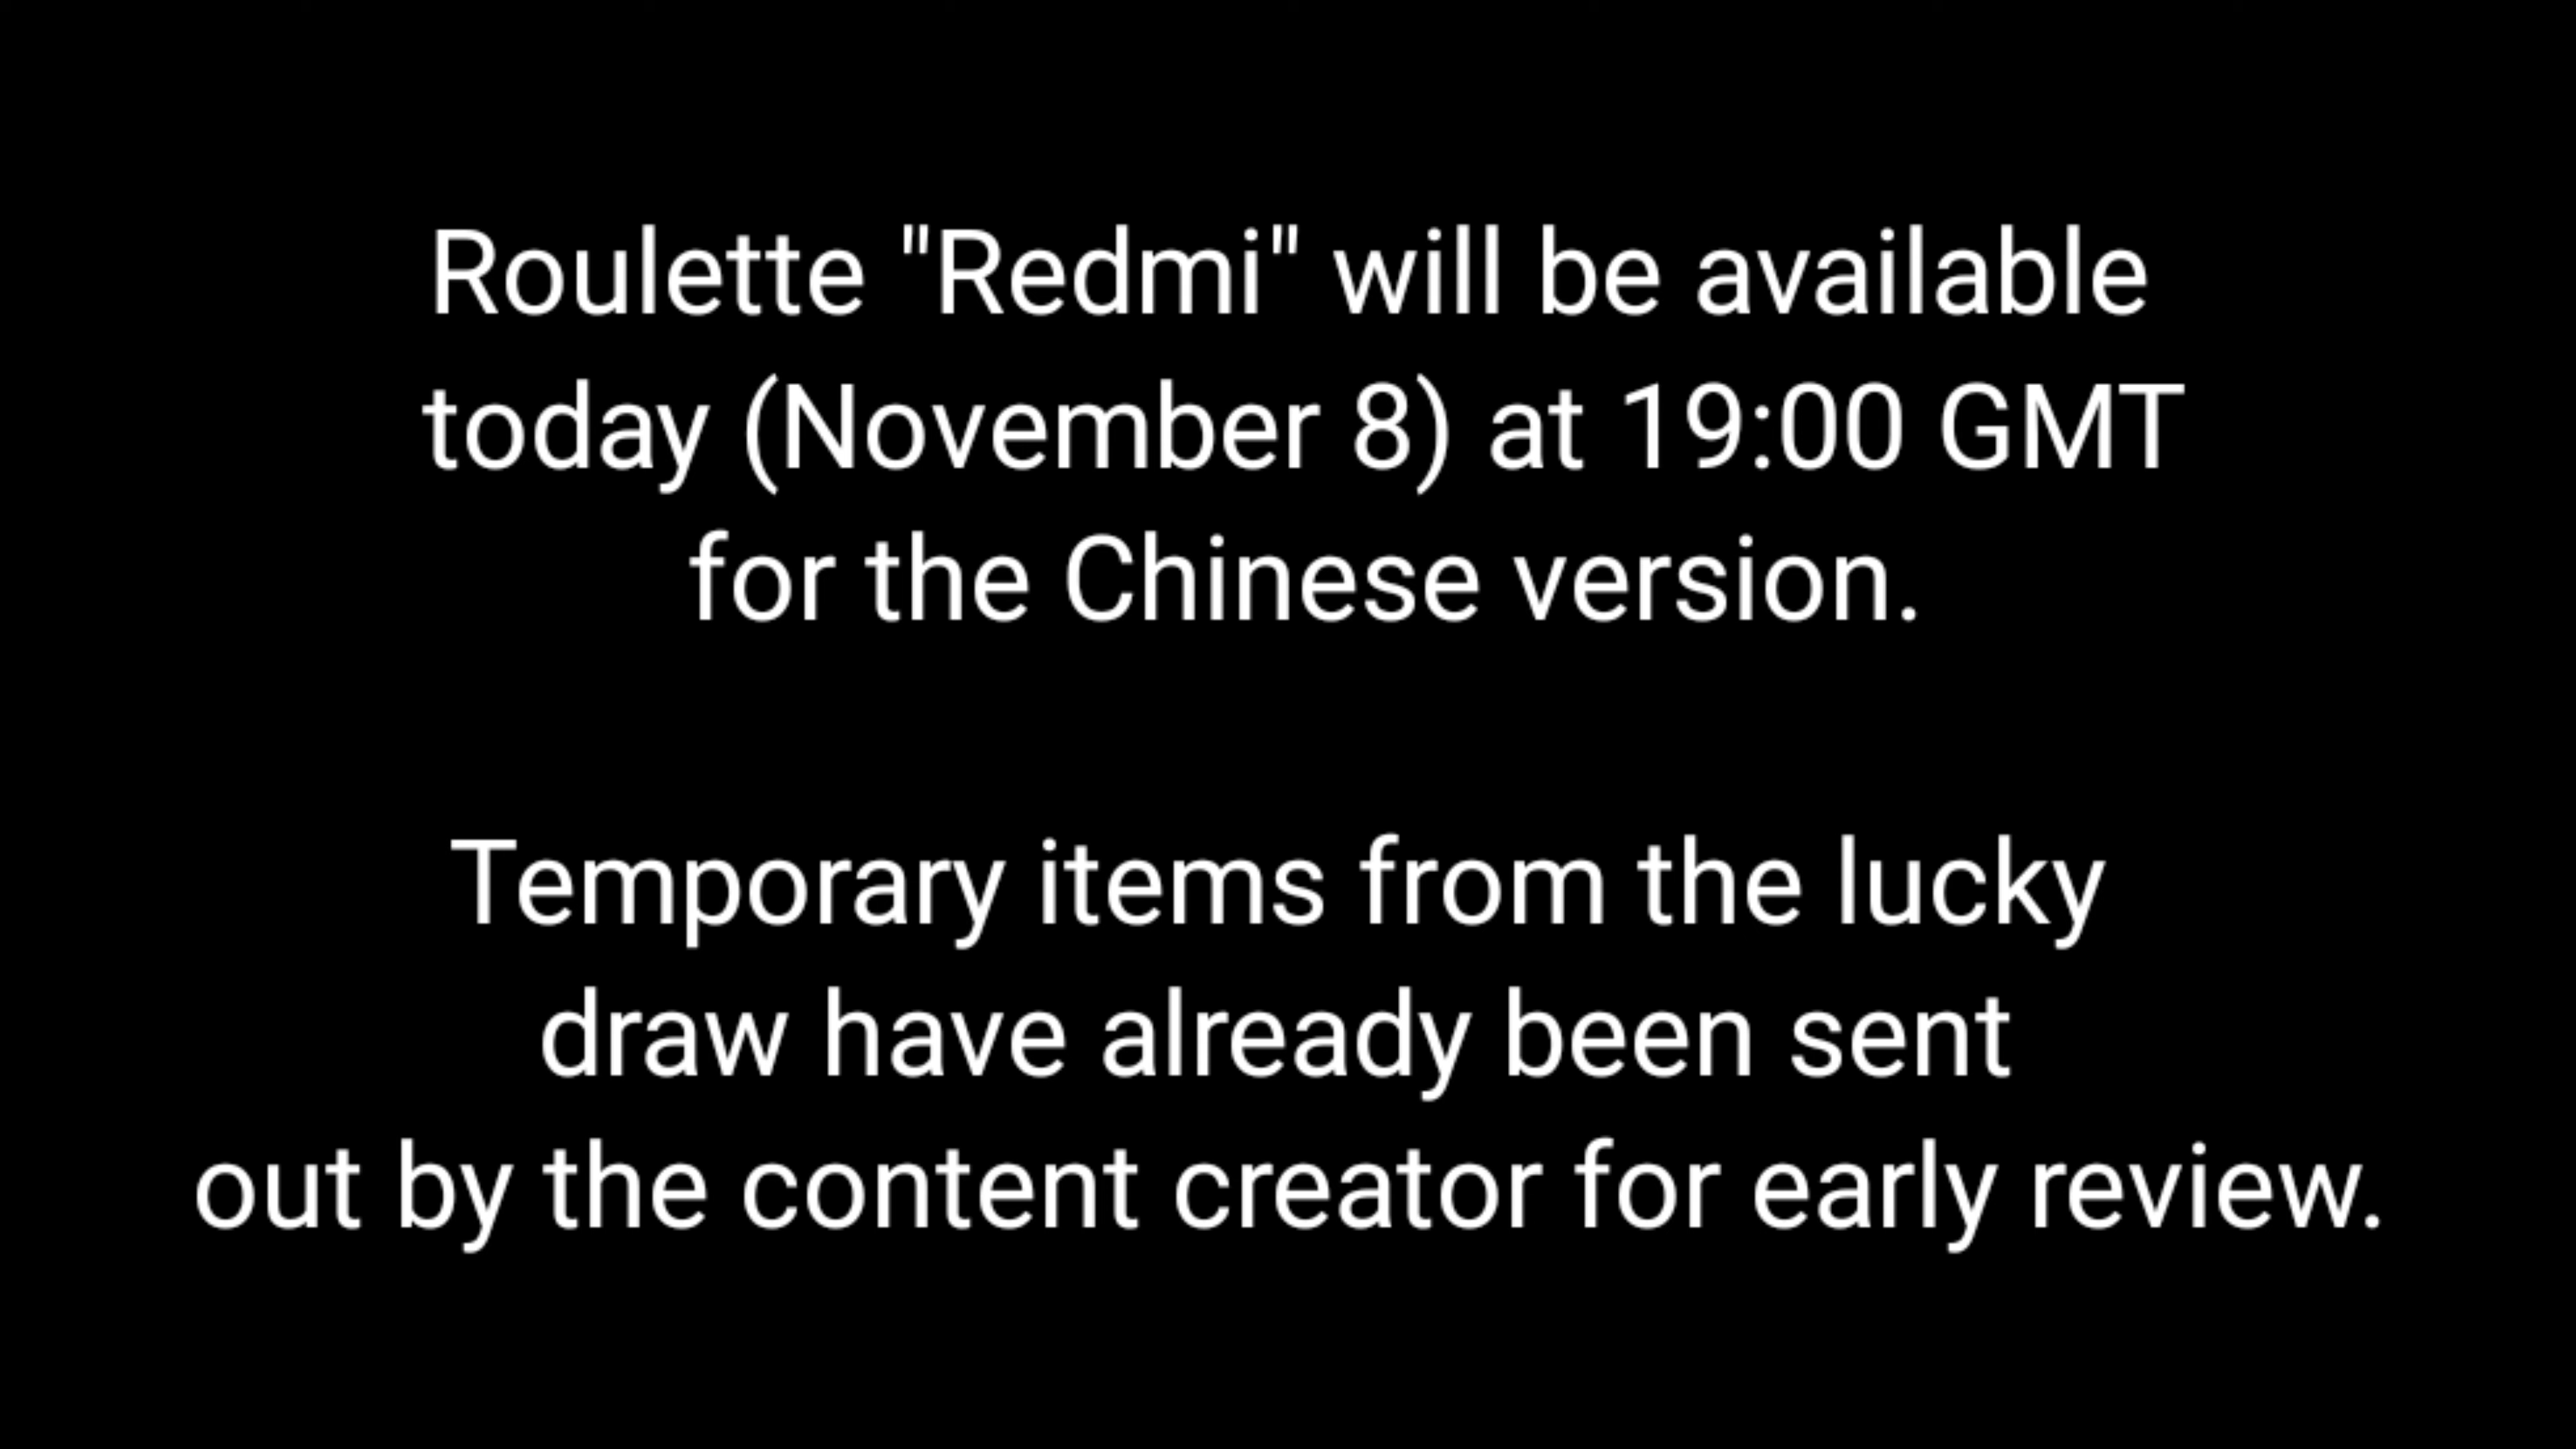 Roulette "Redmi" will be available
today (November 8) at 19:00 GMT
for the Chinese version.
Temporary items from the lucky
draw have already been sent
out by the content creator for early review.